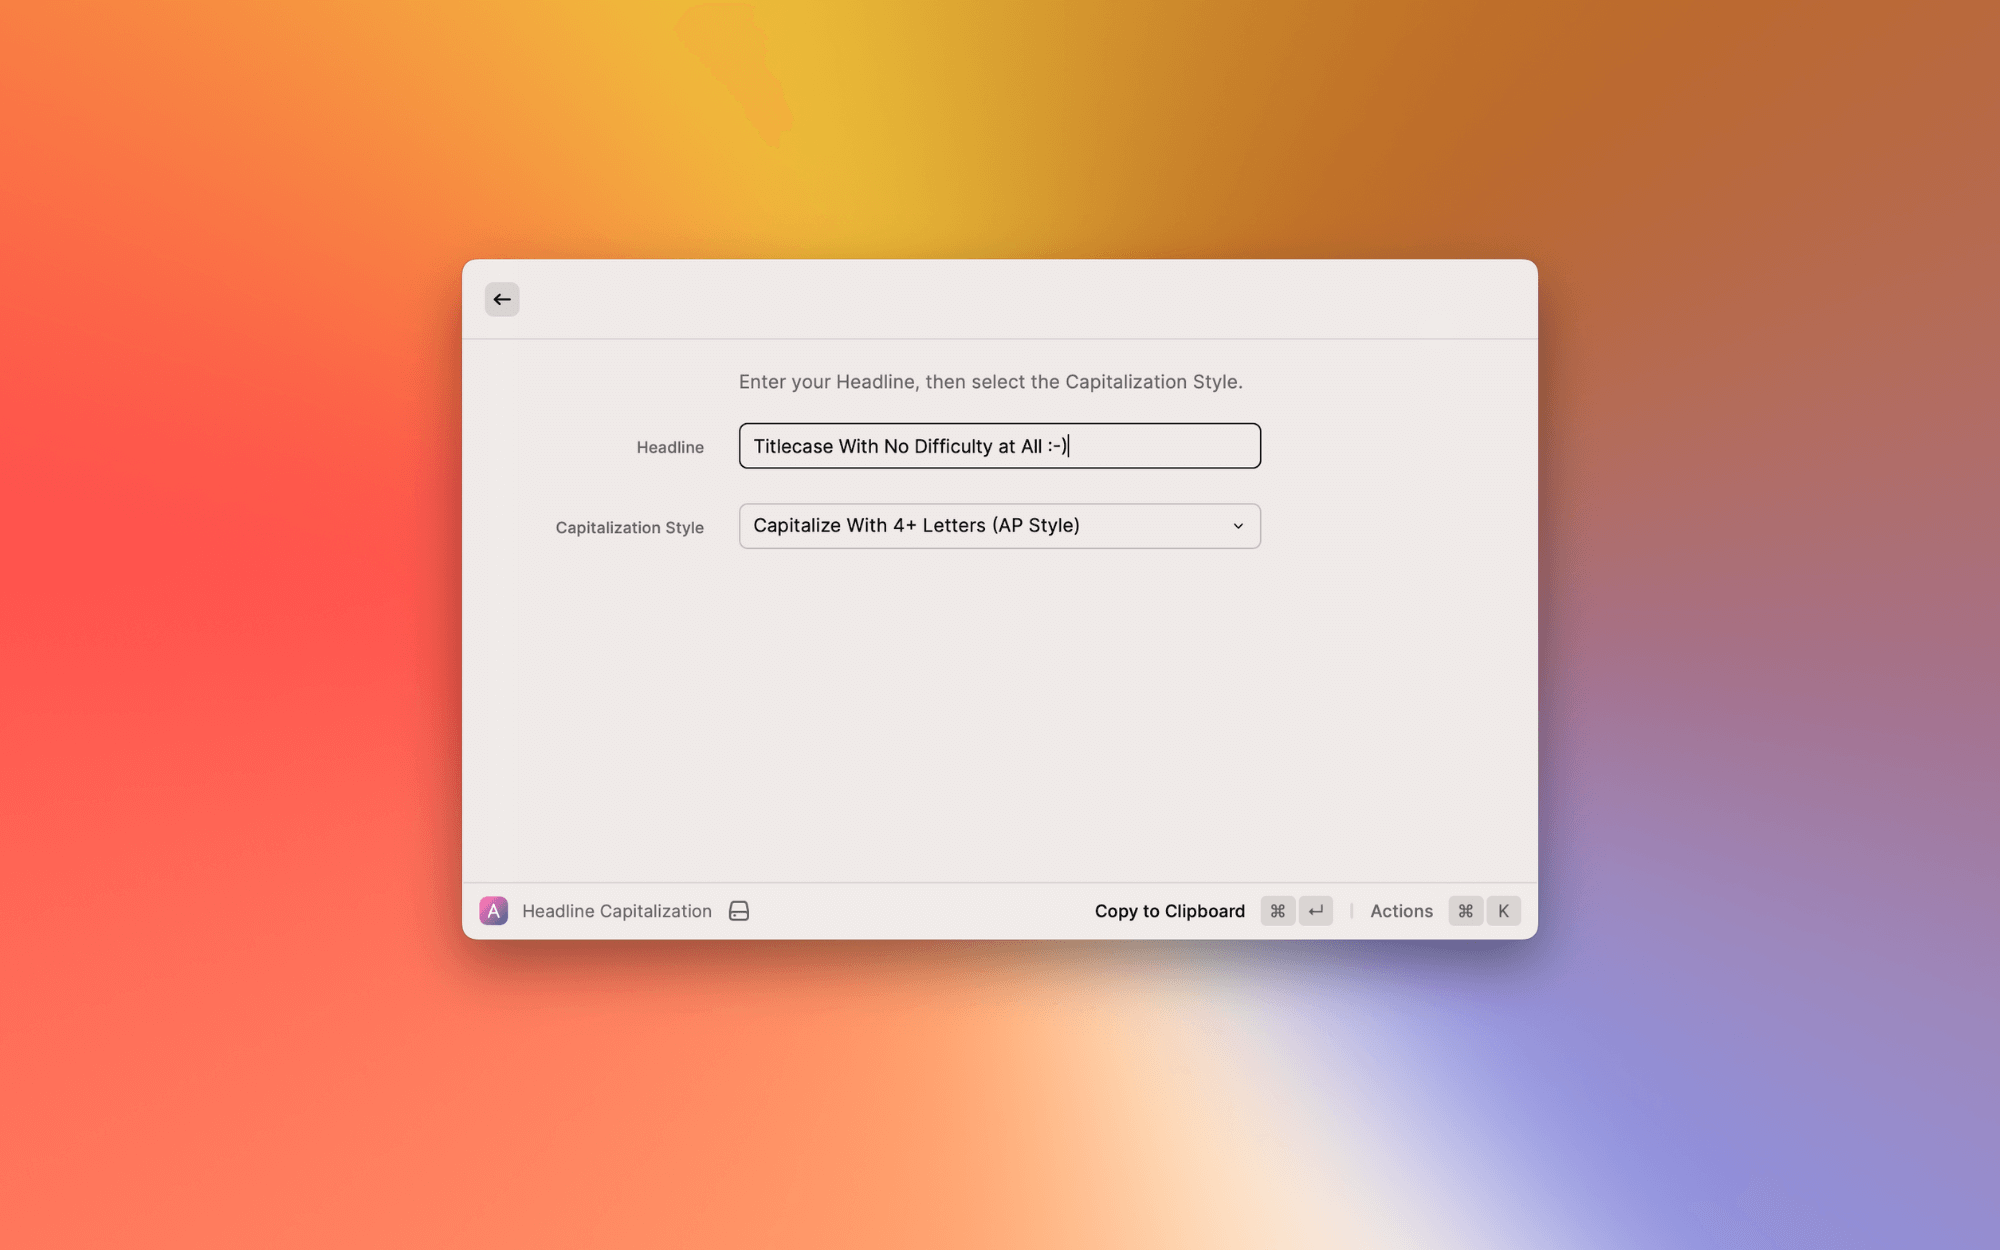 Enter your Headline, then select the Capitalization Style.
Headline
Titlecase With No Difficulty at All :-)
Capitalization Style
Capitalize With 4+ Letters (AP Style)
A Headline Capitalization Copy to Clipboard ⌘ ↵ | Actions ⌘ K